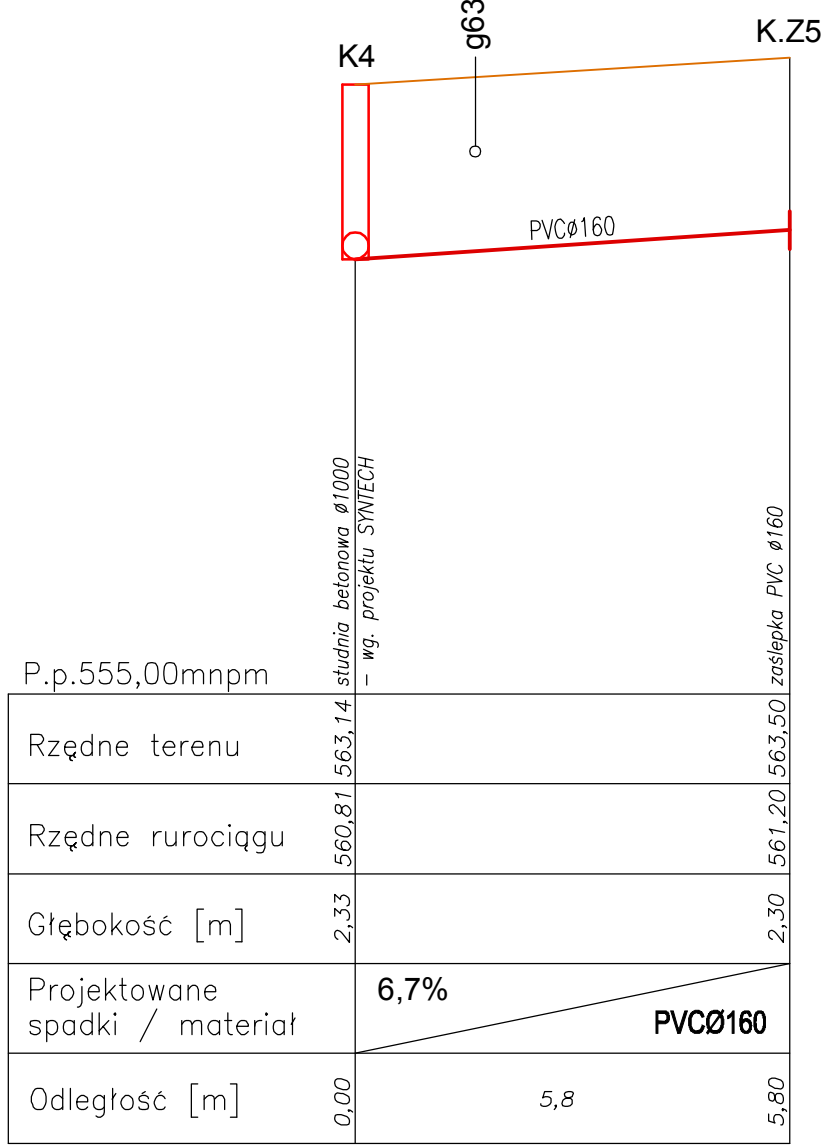 g63
K4
K.Z5
PVCø160
studnia betonowa ø1000
– wg. projektu SYNTECH
zaślepka PVC ø160
P.p.555,00mnpm
Rzędne terenu
563,14
563,50
Rzędne rurociągu
560,81
561,20
Głębokość [m]
2,33
2,30
Projektowane
spadki / materiał
6,7%
PVCØ160
Odległość [m]
0,00
5,8
5,80